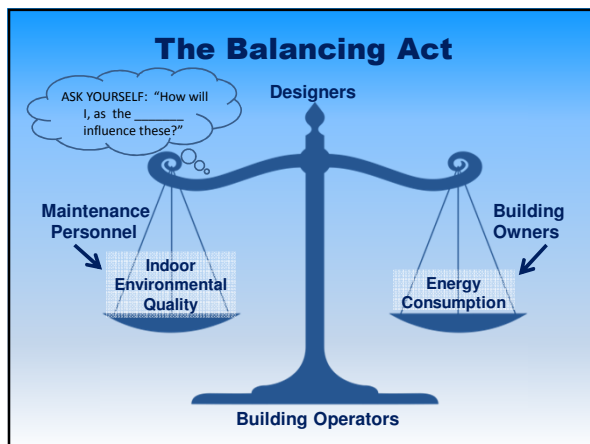 The Balancing Act
ASK YOURSELF: “How will
I, as the _______
influence these?”
Designers
Maintenance
Personnel
Building
Owners
Indoor
Environmental
Quality
Energy
Consumption
Building Operators